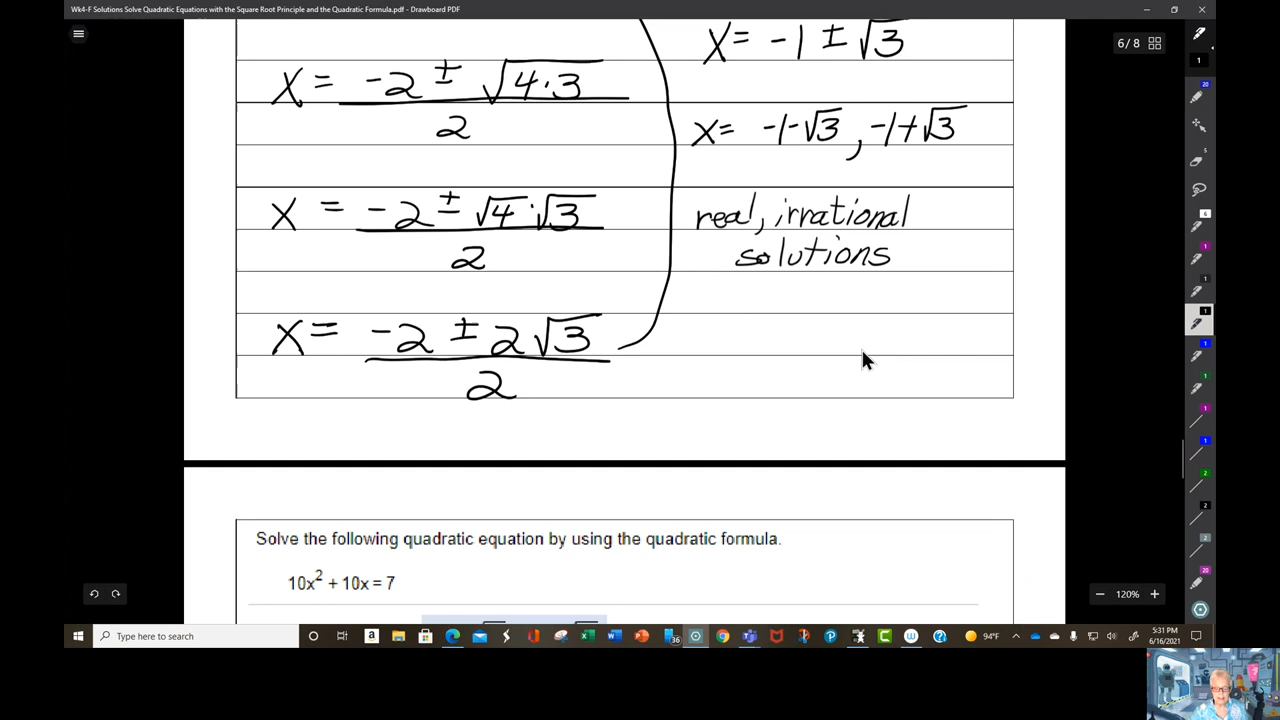 Wk4-F Solutions Solve Quadratic Equations with the Square Root Principle and the Quadratic Formula.pdf - Drawboard PDF
6/8
x = -2 ± √4·3 / 2
x = -2 ± √4 · √3 / 2
x = -2 ± 2√3 / 2
x = -1 ± √3
x = -1-√3, -1+√3
real, irrational
solutions
Solve the following quadratic equation by using the quadratic formula.
10x² + 10x = 7
120%
Type here to search
36
94°F
5:31 PM
6/16/2021